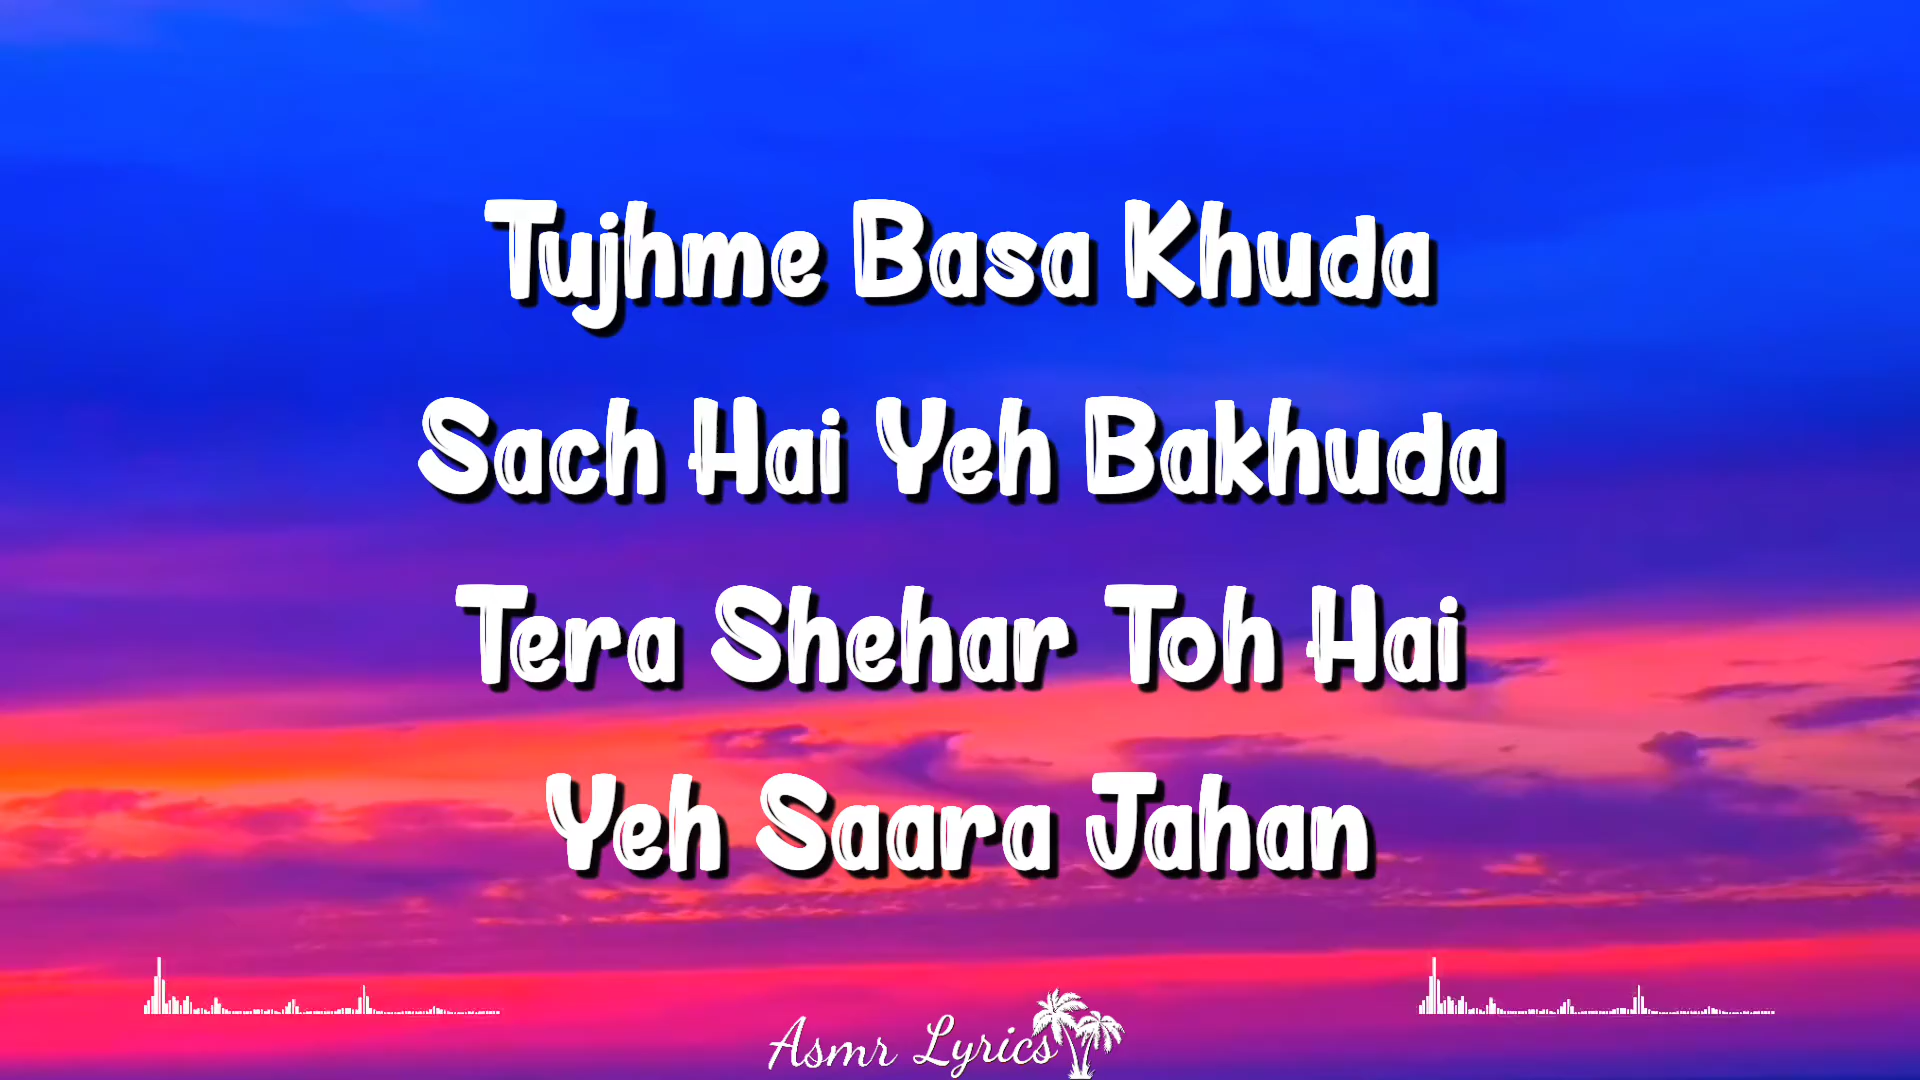 Tujhme Basa Khuda
Sach Hai Yeh Bakhuda
Tera Shehar Toh Hai
Yeh Saara Jahan
Asmr Lyrics